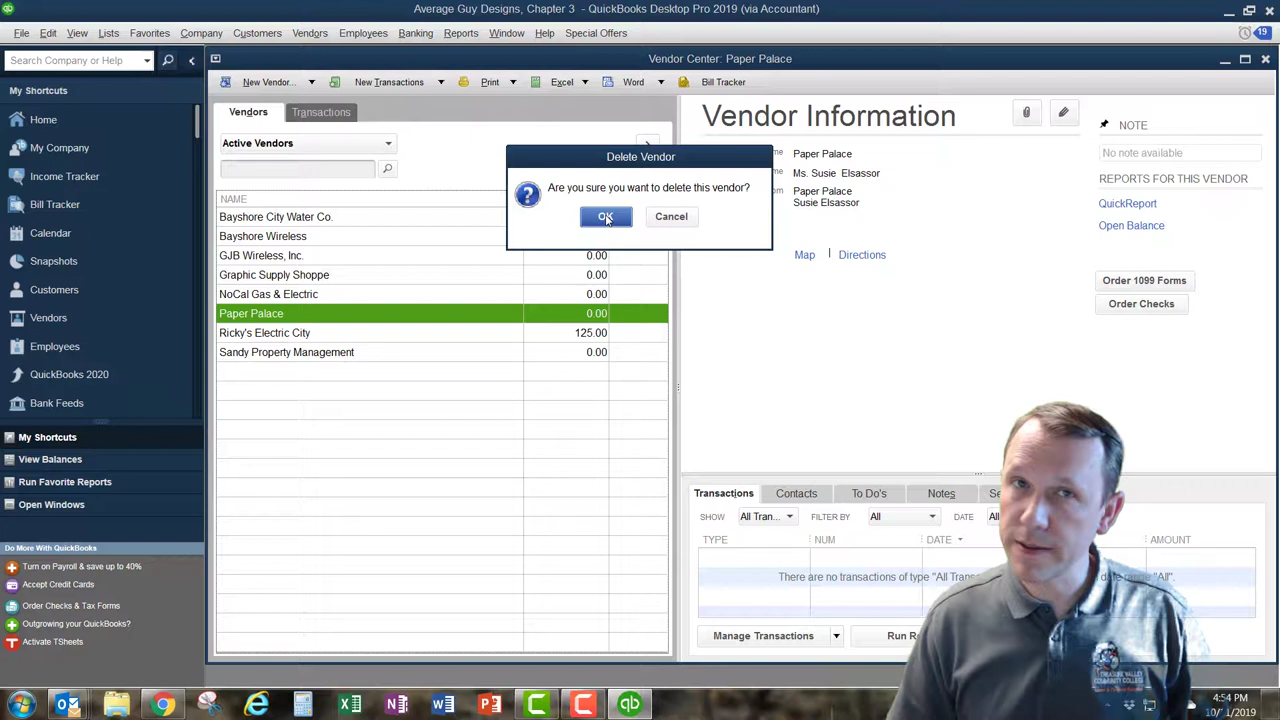 Average Guy Designs, Chapter 3 - QuickBooks Desktop Pro 2019 (via Accountant)
File Edit View Lists Favorites Company Customers Vendors Employees Banking Reports Window Help Special Offers 19
Search Company or Help
Vendor Center: Paper Palace
My Shortcuts
Home
My Company
Income Tracker
Bill Tracker
Calendar
Snapshots
Customers
Vendors
Employees
QuickBooks 2020
Bank Feeds
My Shortcuts
View Balances
Run Favorite Reports
Open Windows
Do More With QuickBooks
Turn on Payroll & save up to 40%
Accept Credit Cards
Order Checks & Tax Forms
Outgrowing your QuickBooks?
Activate TSheets
New Vendor... New Transactions Print Excel Word Bill Tracker
Vendors Transactions
Active Vendors
NAME
Bayshore City Water Co.
Bayshore Wireless
GJB Wireless, Inc. 0.00
Graphic Supply Shoppe 0.00
NoCal Gas & Electric 0.00
Paper Palace 0.00
Ricky's Electric City 125.00
Sandy Property Management 0.00
Delete Vendor
Are you sure you want to delete this vendor?
OK Cancel
Vendor Information
Paper Palace
Ms. Susie Elsassor
Paper Palace
Susie Elsassor
Map Directions
NOTE
No note available
REPORTS FOR THIS VENDOR
QuickReport
Open Balance
Order 1099 Forms
Order Checks
Transactions Contacts To Do's Notes
SHOW All Tran... FILTER BY All DATE
TYPE NUM DATE AMOUNT
There are no transactions of type "All "All".
Manage Transactions Run
TREASURE VALLEY
COMMUNITY COLLEGE
4:54 PM